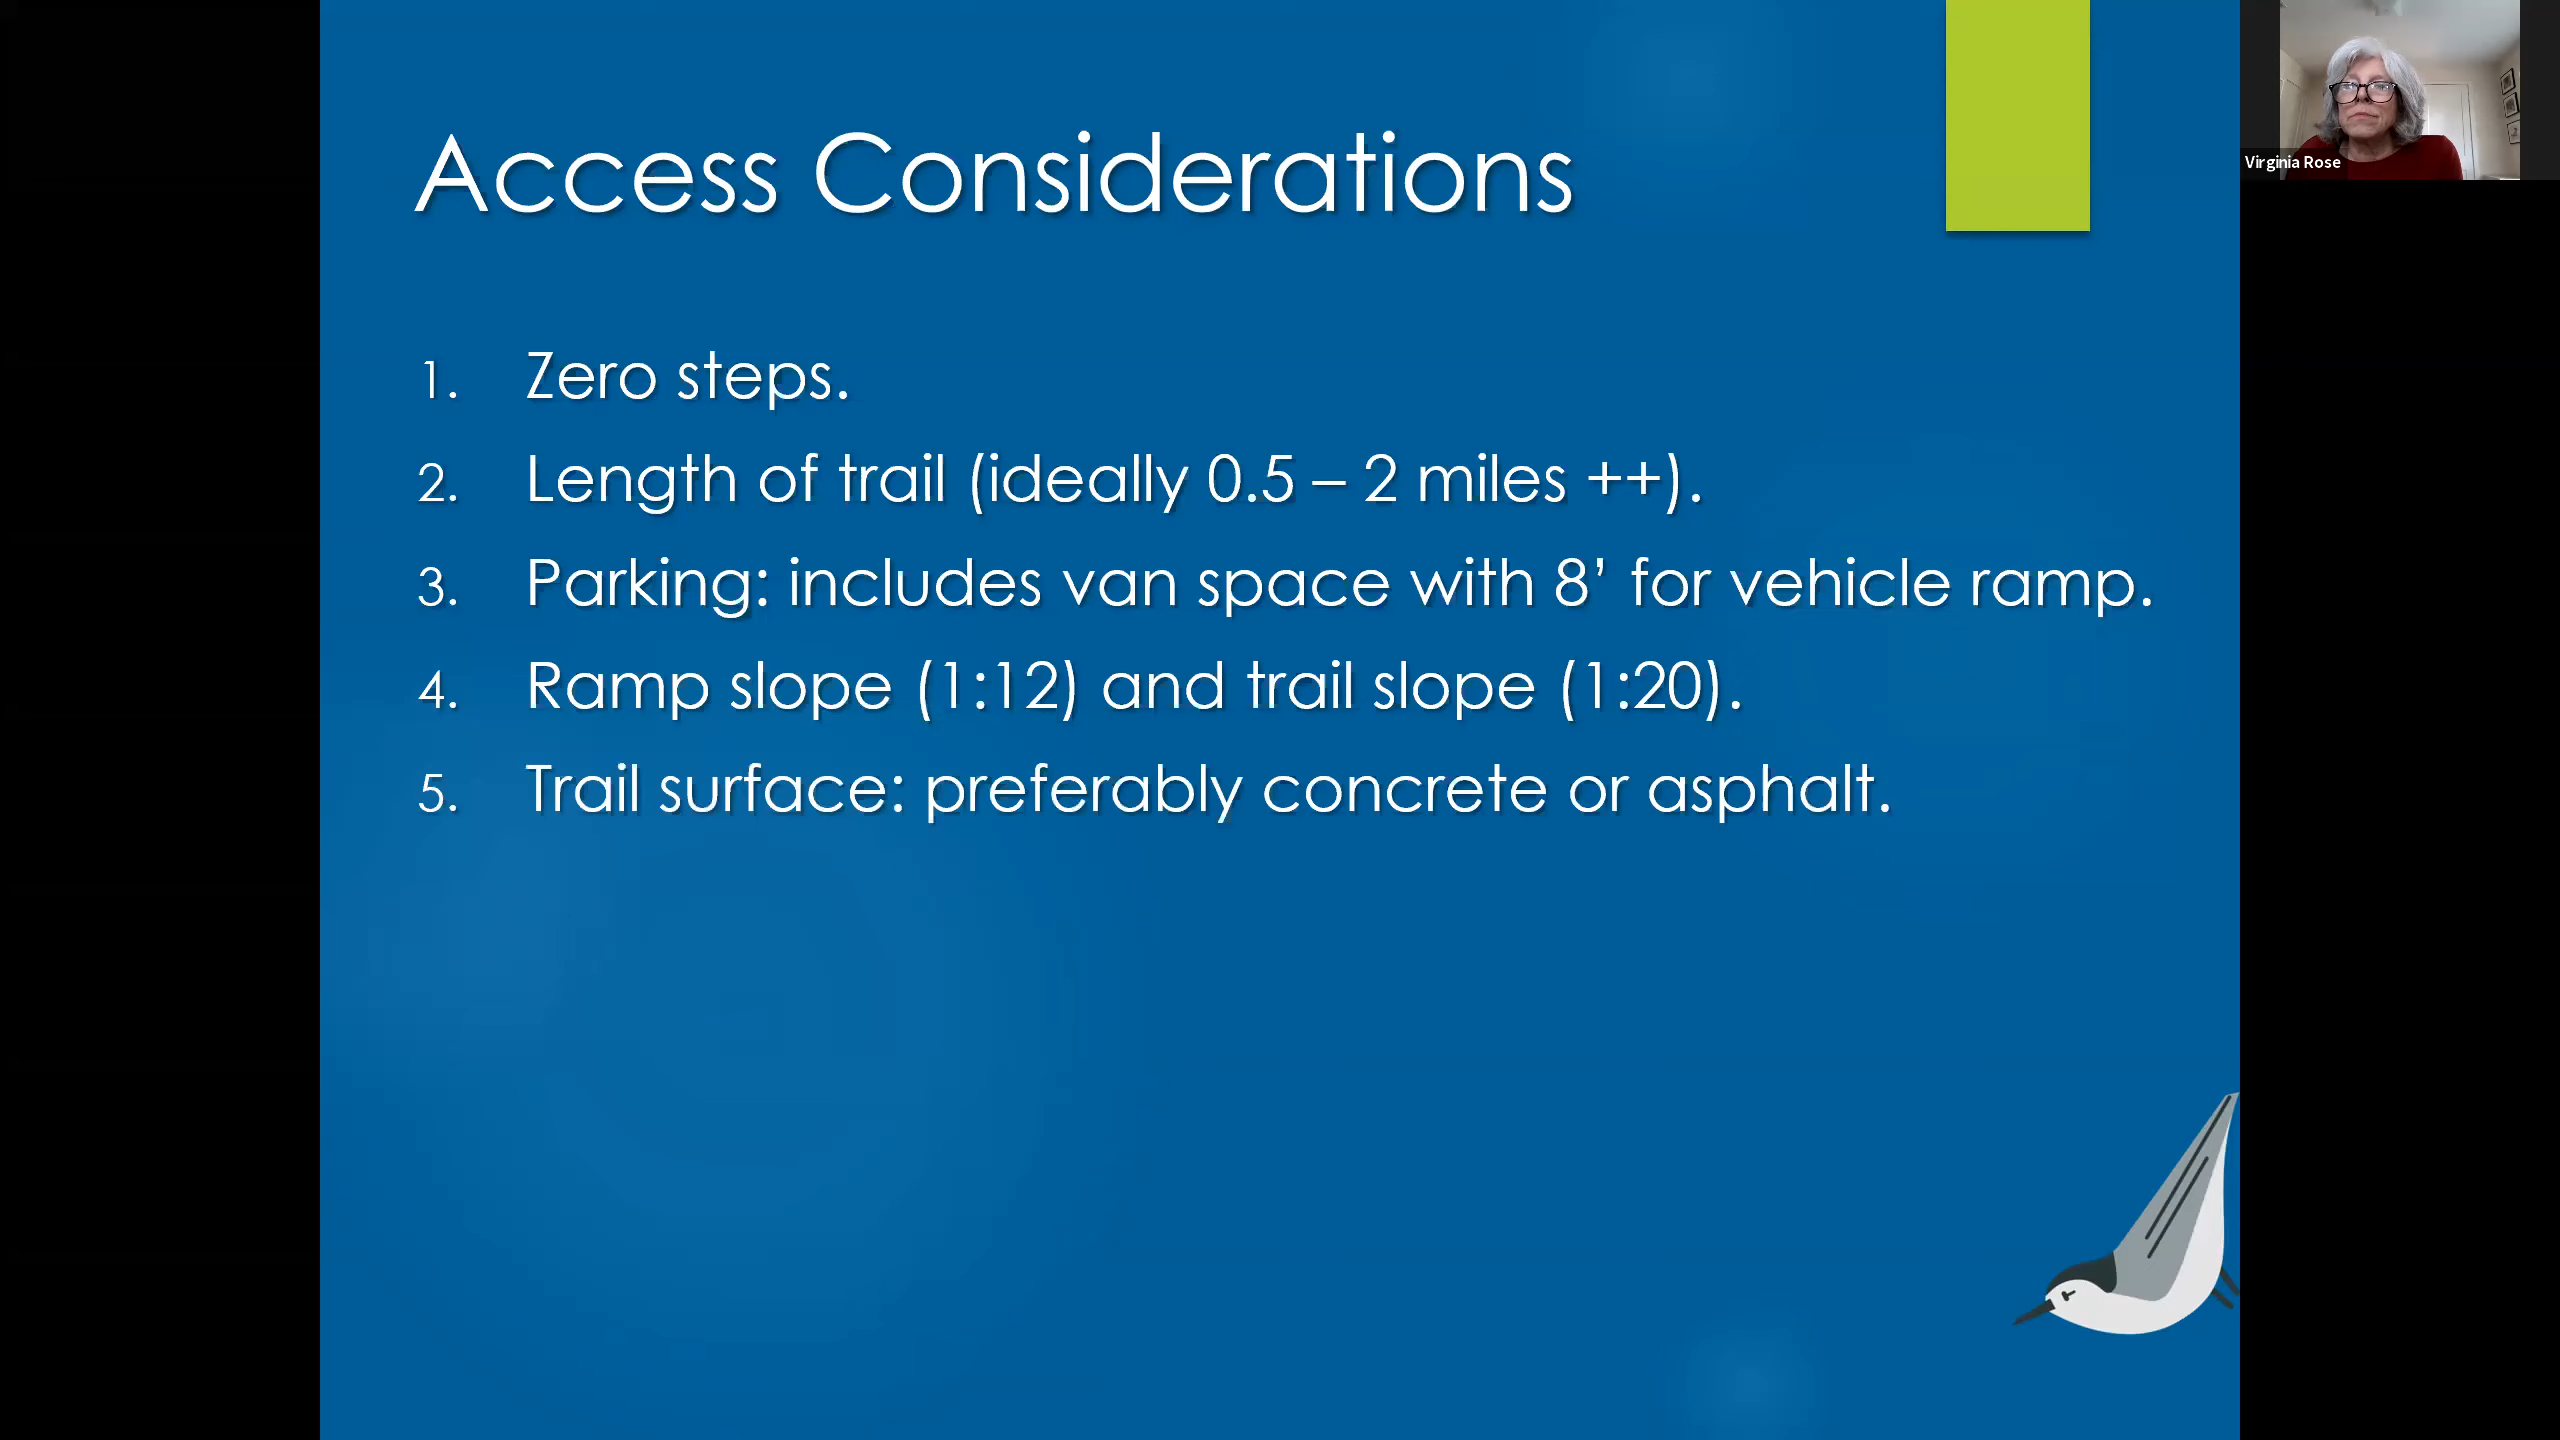 Access Considerations
1. Zero steps.
2. Length of trail (ideally 0.5 – 2 miles ++).
3. Parking: includes van space with 8’ for vehicle ramp.
4. Ramp slope (1:12) and trail slope (1:20).
5. Trail surface: preferably concrete or asphalt.
Virginia Rose